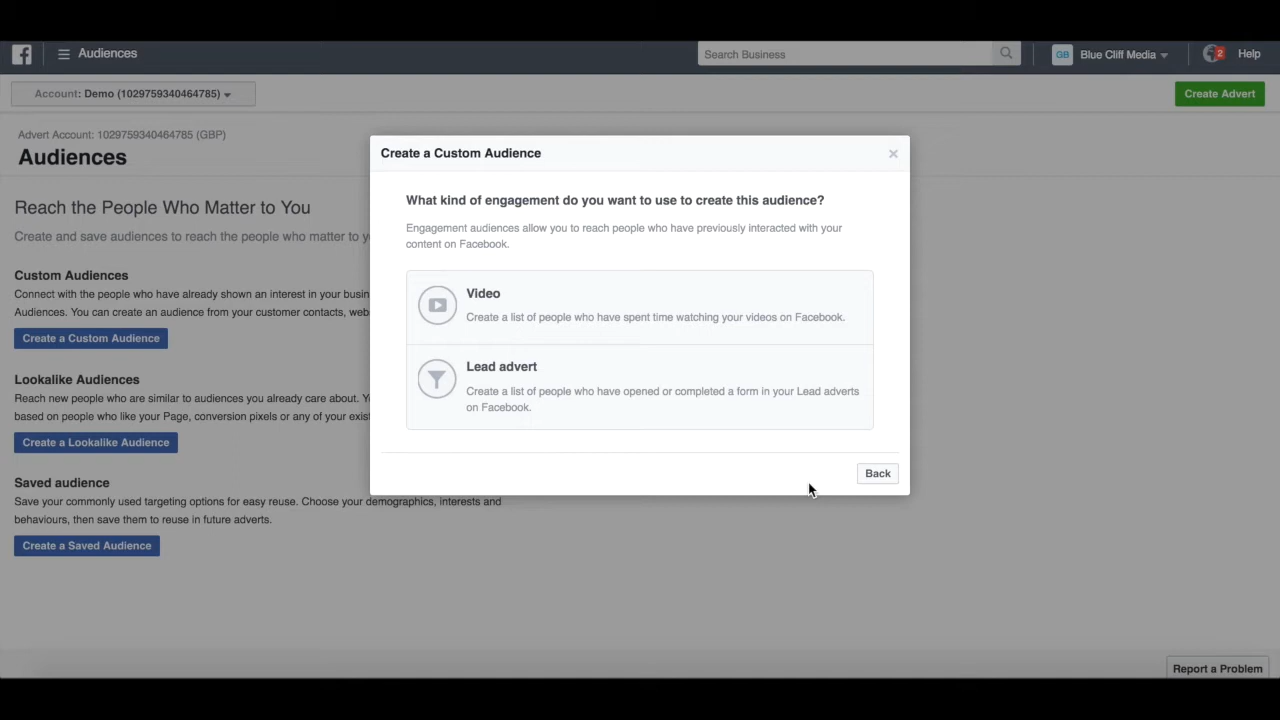 Audiences
Search Business
GB
Blue Cliff Media
2
Help
Account: Demo (1029759340464785)
Create Advert
Advert Account: 1029759340464785 (GBP)
Audiences
Reach the People Who Matter to You
Create and save audiences to reach the people who matter to y
Custom Audiences
Connect with the people who have already shown an interest in your busin
Audiences. You can create an audience from your customer contacts, web
Create a Custom Audience
Lookalike Audiences
Reach new people who are similar to audiences you already care about. Y
based on people who like your Page, conversion pixels or any of your exist
Create a Lookalike Audience
Saved audience
Save your commonly used targeting options for easy reuse. Choose your demographics, interests and
behaviours, then save them to reuse in future adverts.
Create a Saved Audience
Create a Custom Audience
What kind of engagement do you want to use to create this audience?
Engagement audiences allow you to reach people who have previously interacted with your
content on Facebook.
Video
Create a list of people who have spent time watching your videos on Facebook.
Lead advert
Create a list of people who have opened or completed a form in your Lead adverts
on Facebook.
Back
Report a Problem